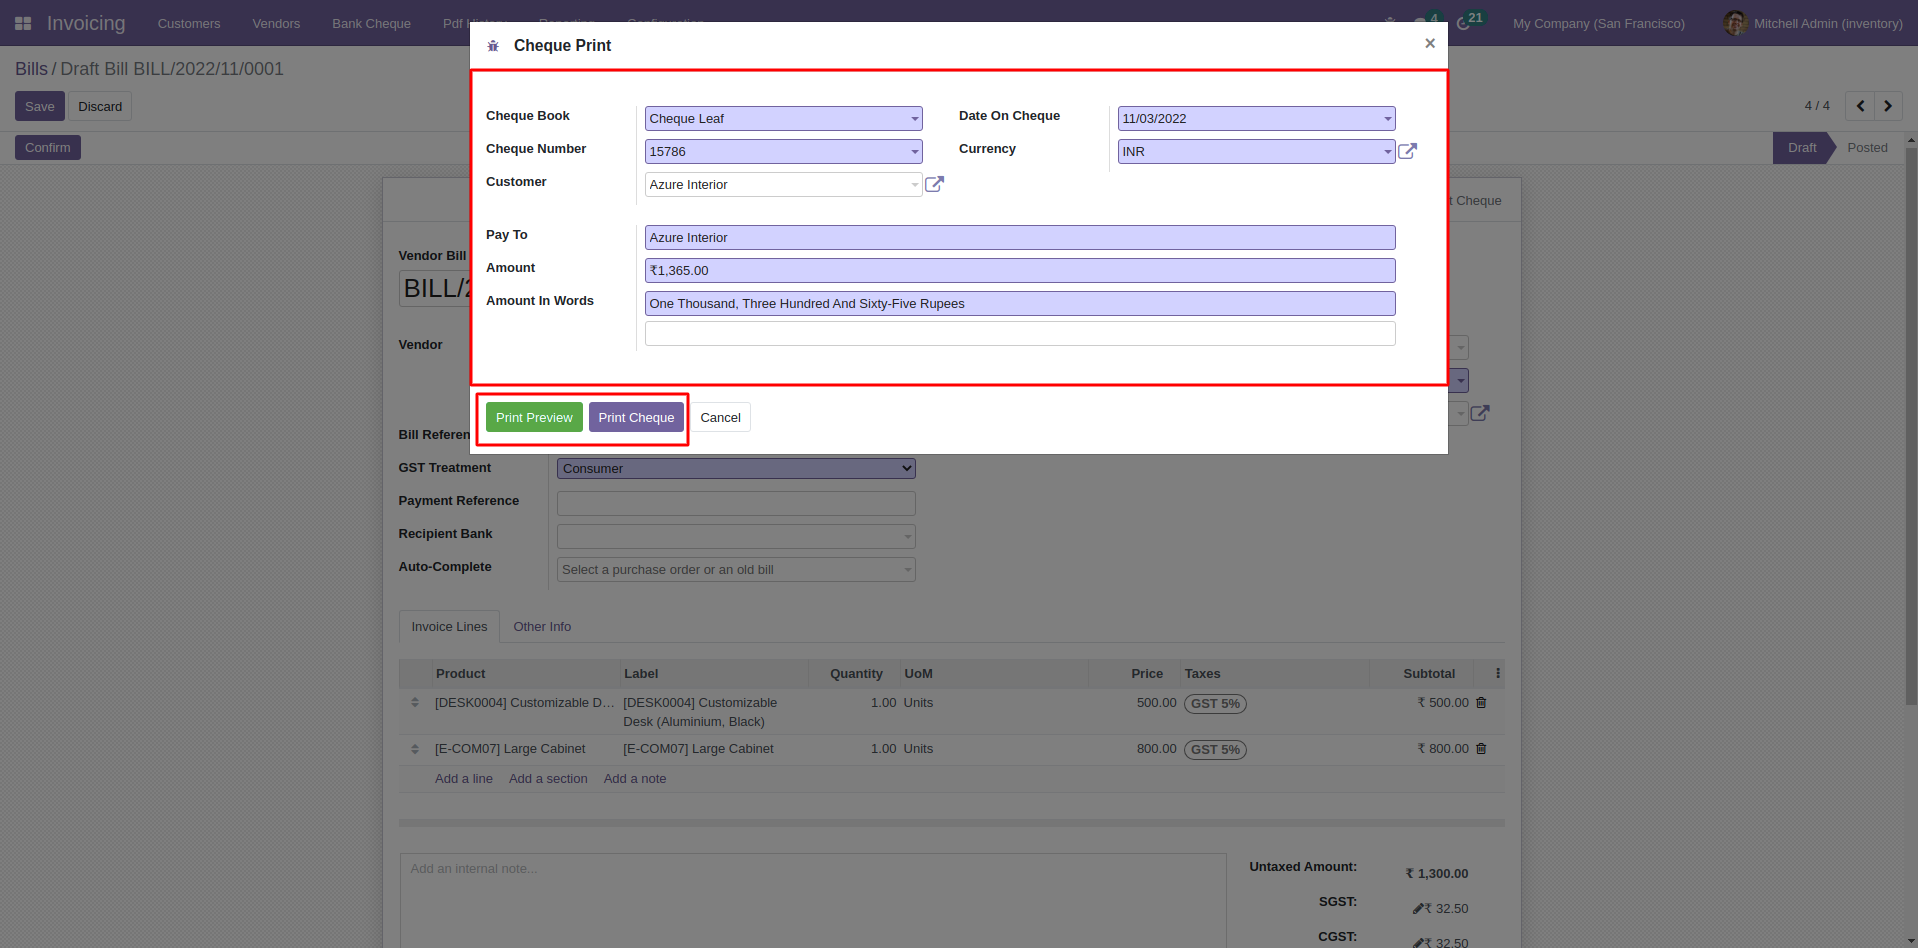 Invoicing Customers Vendors Bank Cheque Pdf History Reporting Configuration 4 21 My Company (San Francisco) Mitchell Admin (inventory)
Cheque Print ×
Bills / Draft Bill BILL/2022/11/0001
Save Discard
4 / 4
Confirm
Draft Posted
Cheque Book Cheque Leaf Date On Cheque 11/03/2022
Cheque Number 15786 Currency INR
Customer Azure Interior
t Cheque
Pay To Azure Interior
Amount ₹1,365.00
Amount In Words One Thousand, Three Hundred And Sixty-Five Rupees
Print Preview Print Cheque Cancel
Vendor Bill
BILL/2
Vendor
Bill Referen
GST Treatment Consumer
Payment Reference
Recipient Bank
Auto-Complete Select a purchase order or an old bill
Invoice Lines Other Info
Product Label Quantity UoM Price Taxes Subtotal
[DESK0004] Customizable D... [DESK0004] Customizable 1.00 Units 500.00 GST 5% ₹ 500.00
Desk (Aluminium, Black)
[E-COM07] Large Cabinet [E-COM07] Large Cabinet 1.00 Units 800.00 GST 5% ₹ 800.00
Add a line Add a section Add a note
Add an internal note...
Untaxed Amount: ₹ 1,300.00
SGST: ₹ 32.50
CGST: ₹ 32.50